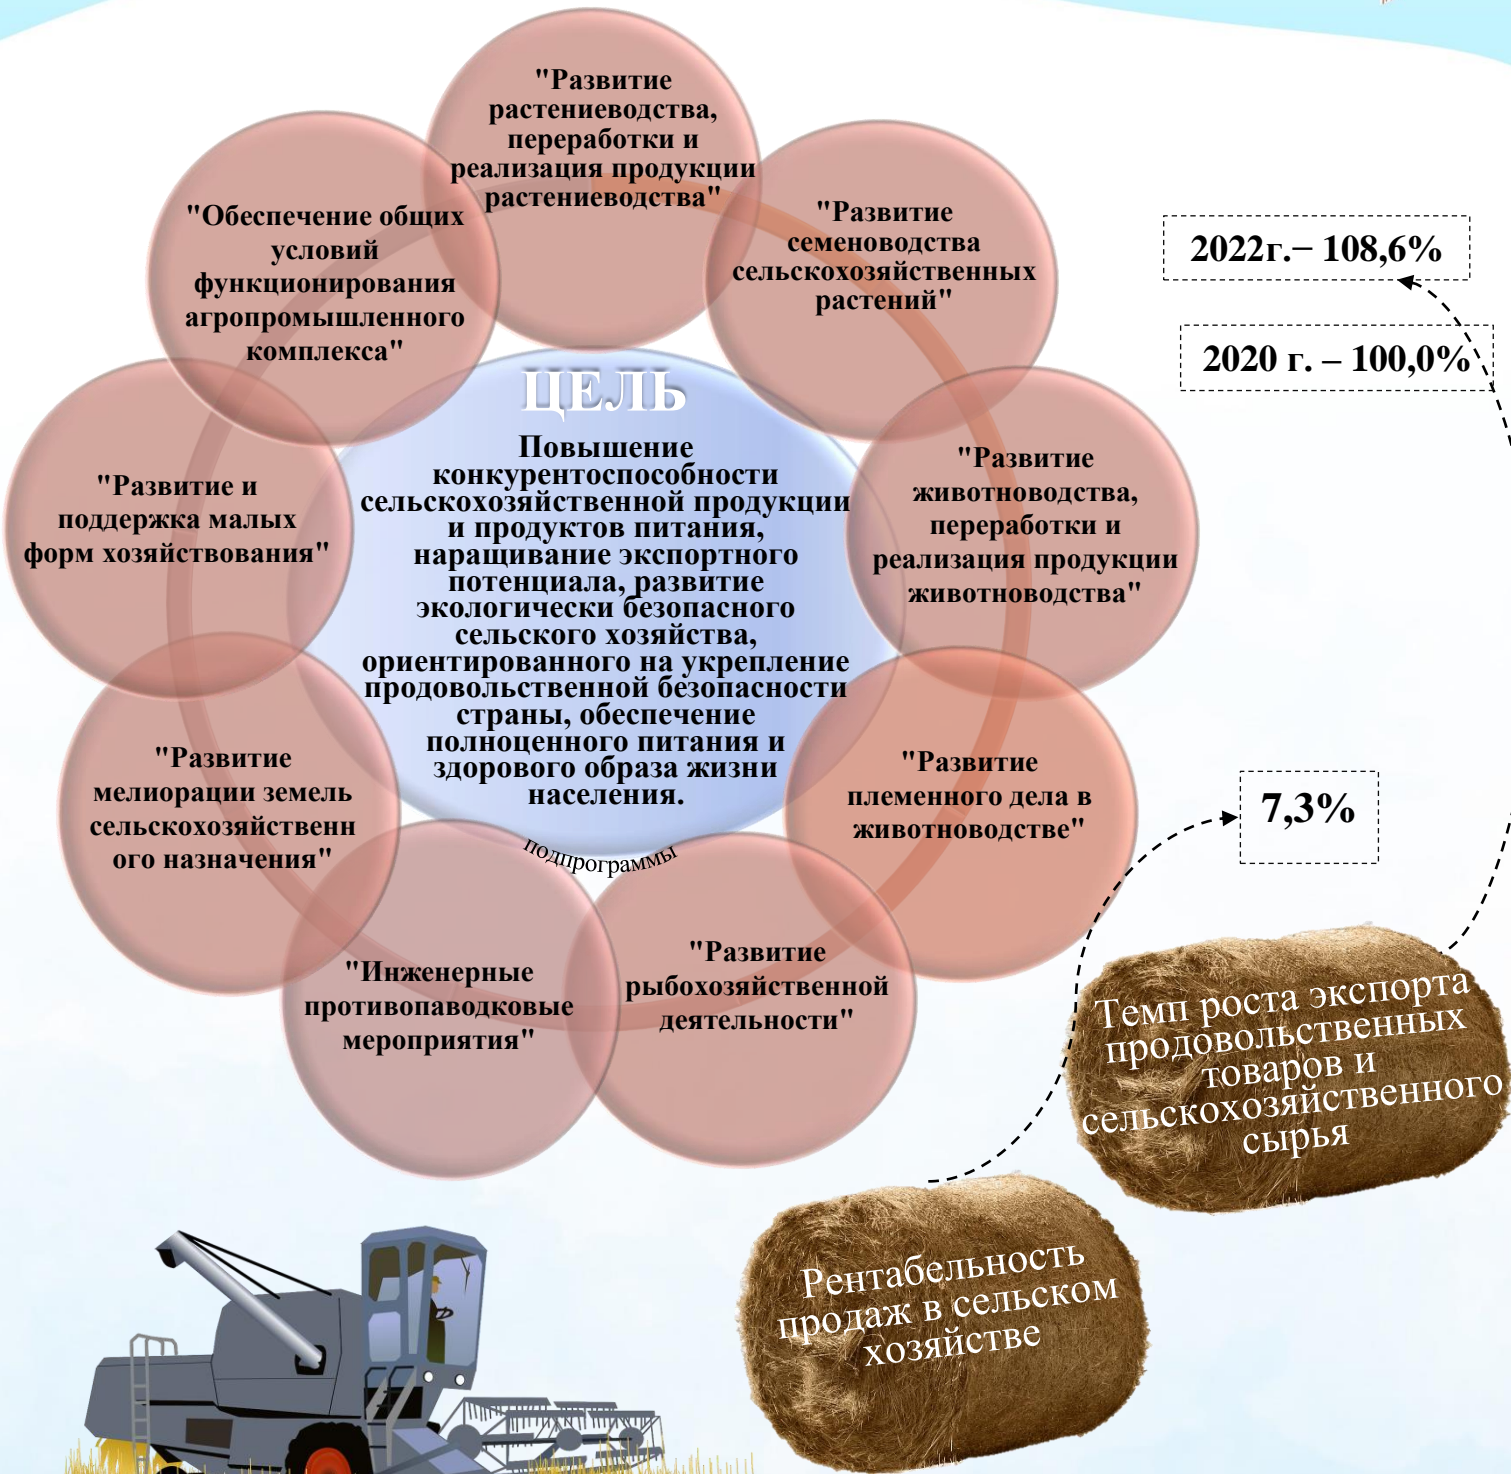 "Развитие
растениеводства,
переработки и
реализация продукции
растениеводства"
"Развитие
семеноводства
сельскохозяйственных
растений"
"Развитие
животноводства,
переработки и
реализация продукции
животноводства"
"Развитие
племенного дела в
животноводстве"
"Развитие
рыбохозяйственной
деятельности"
"Инженерные
противопаводковые
мероприятия"
"Развитие
мелиорации земель
сельскохозяйственн
ого назначения"
"Развитие и
поддержка малых
форм хозяйствования"
"Обеспечение общих
условий
функционирования
агропромышленного
комплекса"
ЦЕЛЬ
Повышение
конкурентоспособности
сельскохозяйственной продукции
и продуктов питания,
наращивание экспортного
потенциала, развитие
экологически безопасного
сельского хозяйства,
ориентированного на укрепление
продовольственной безопасности
страны, обеспечение
полноценного питания и
здорового образа жизни
населения.
подпрограммы
2022г.– 108,6%
2020 г. – 100,0%
7,3%
Темп роста экспорта
продовольственных
товаров и
сельскохозяйственного
сырья
Рентабельность
продаж в сельском
хозяйстве